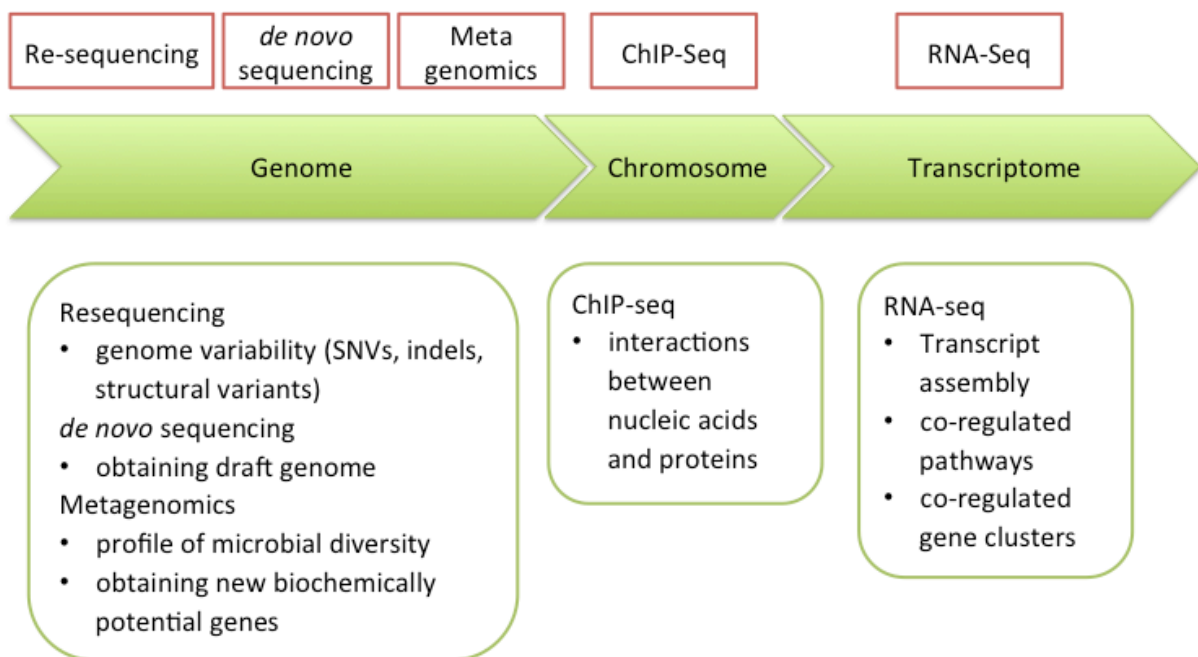 Re-sequencing
de novo
sequencing
Meta
genomics
ChIP-Seq
RNA-Seq
Genome
Chromosome
Transcriptome
Resequencing
• genome variability (SNVs, indels,
structural variants)
de novo sequencing
• obtaining draft genome
Metagenomics
• profile of microbial diversity
• obtaining new biochemically
potential genes
ChIP-seq
• interactions
between
nucleic acids
and proteins
RNA-seq
• Transcript
assembly
• co-regulated
pathways
• co-regulated
gene clusters